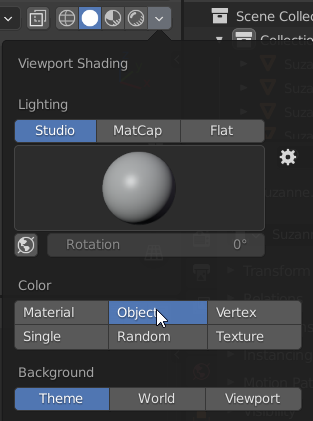 Scene Collec
Collection
Viewport Shading
Lighting
Studio MatCap Flat
Rotation 0°
Color
Material Object Vertex
Single Random Texture
Background
Theme World Viewport